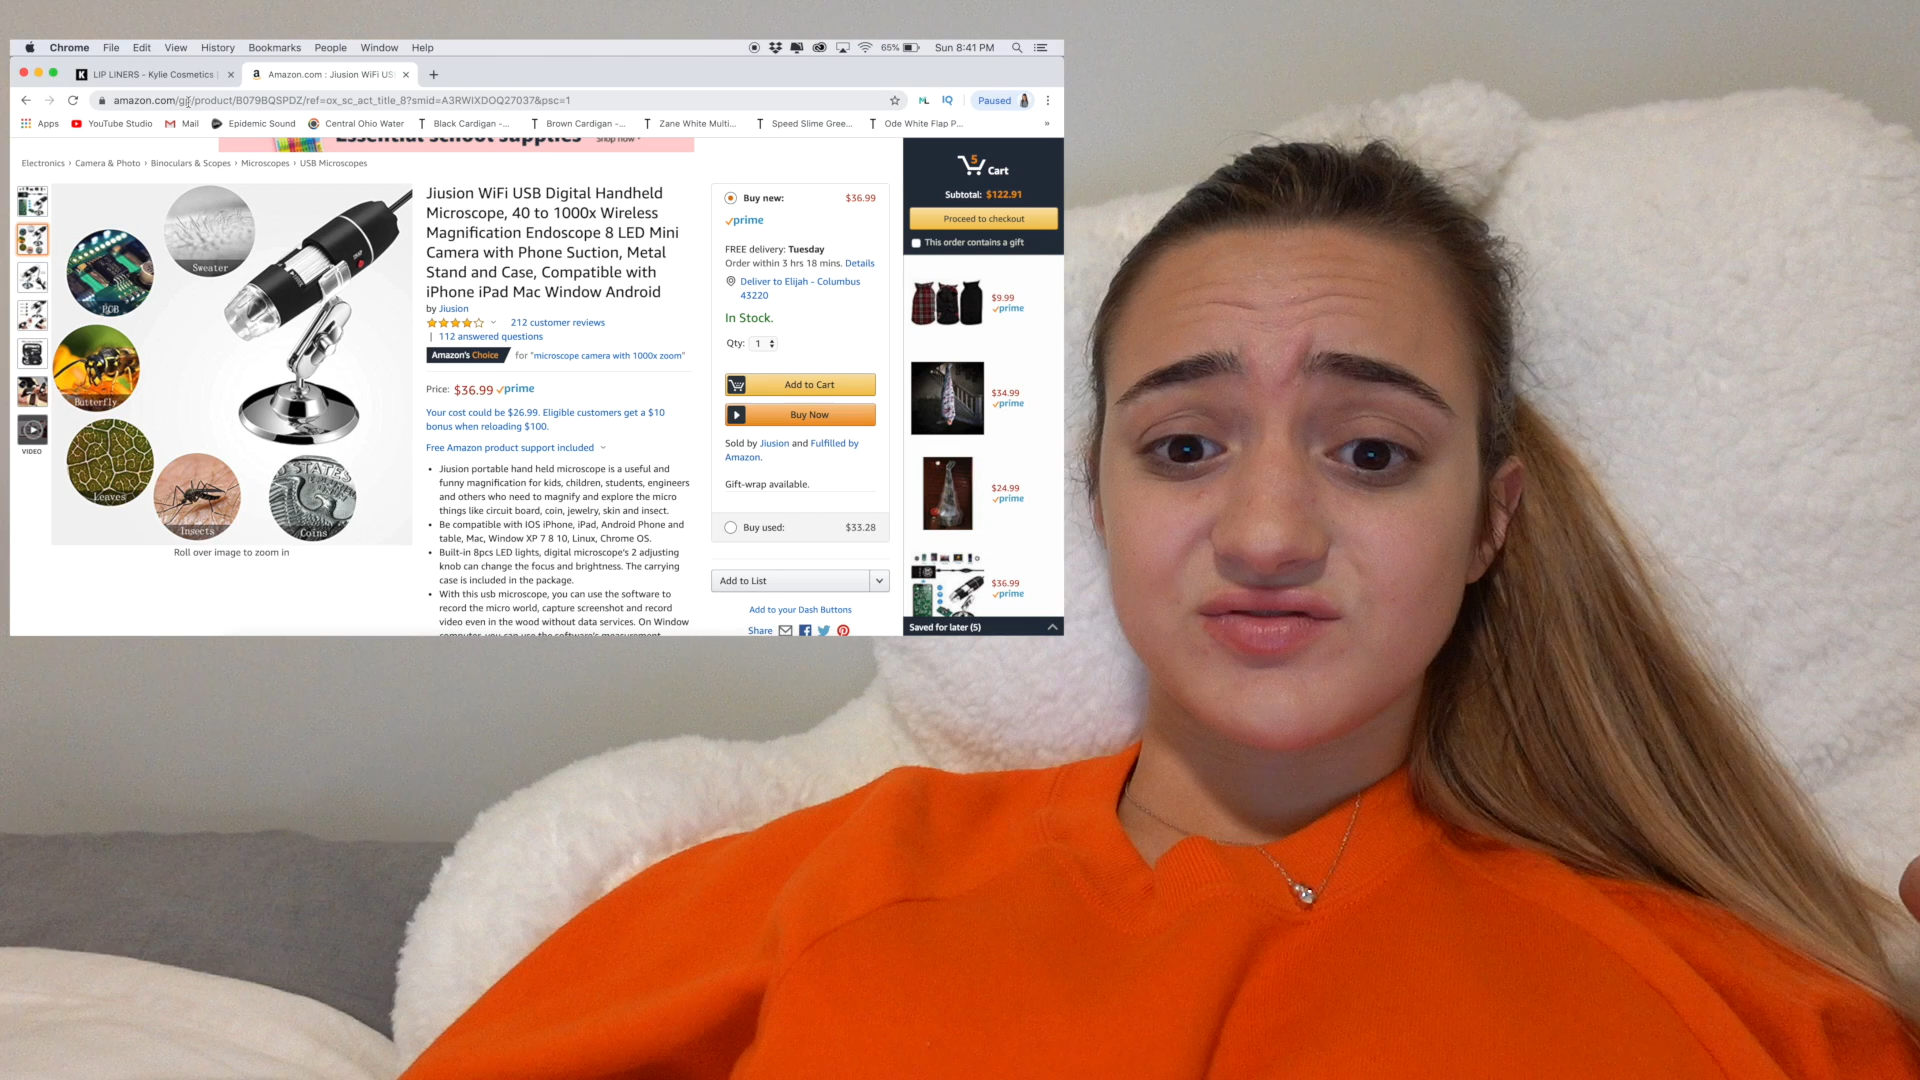 Chrome File Edit View History Bookmarks People Window Help 65% Sun 8:41 PM
LIP LINERS - Kylie Cosmetics
Amazon.com : Jiusion WiFi US
amazon.com/gp/product/B079BQSPDZ/ref=ox_sc_act_title_8?smid=A3RWIXDOQ27037&psc=1
IQ
Paused
Apps YouTube Studio Mail Epidemic Sound Central Ohio Water Black Cardigan -... Brown Cardigan -... Zane White Multi... Speed Slime Gree... Ode White Flap P... »
Essential school supplies Shop now
Electronics › Camera & Photo › Binoculars & Scopes › Microscopes › USB Microscopes
VIDEO
Sweater
PCB
Butterfly
Leaves
Insects
Coins
STATES
Roll over image to zoom in
Jiusion WiFi USB Digital Handheld
Microscope, 40 to 1000x Wireless
Magnification Endoscope 8 LED Mini
Camera with Phone Suction, Metal
Stand and Case, Compatible with
iPhone iPad Mac Window Android
by Jiusion
212 customer reviews
| 112 answered questions
Amazon's Choice for "microscope camera with 1000x zoom"
Price: $36.99 prime
Your cost could be $26.99. Eligible customers get a $10
bonus when reloading $100.
Free Amazon product support included
• Jiusion portable hand held microscope is a useful and
funny magnification for kids, children, students, engineers
and others who need to magnify and explore the micro
things like circuit board, coin, jewelry, skin and insect.
• Be compatible with IOS iPhone, iPad, Android Phone and
table, Mac, Window XP 7 8 10, Linux, Chrome OS.
• Built-in 8pcs LED lights, digital microscope's 2 adjusting
knob can change the focus and brightness. The carrying
case is included in the package.
• With this usb microscope, you can use the software to
record the micro world, capture screenshot and record
video even in the wood without data services. On Window
computer, you can use the software's measurement
Buy new: $36.99
prime
FREE delivery: Tuesday
Order within 3 hrs 18 mins. Details
Deliver to Elijah - Columbus
43220
In Stock.
Qty: 1
Add to Cart
Buy Now
Sold by Jiusion and Fulfilled by
Amazon.
Gift-wrap available.
Buy used: $33.28
Add to List
Add to your Dash Buttons
Share
5
Cart
Subtotal: $122.91
Proceed to checkout
This order contains a gift
$9.99
prime
$34.99
prime
$24.99
prime
$36.99
prime
Saved for later (5)